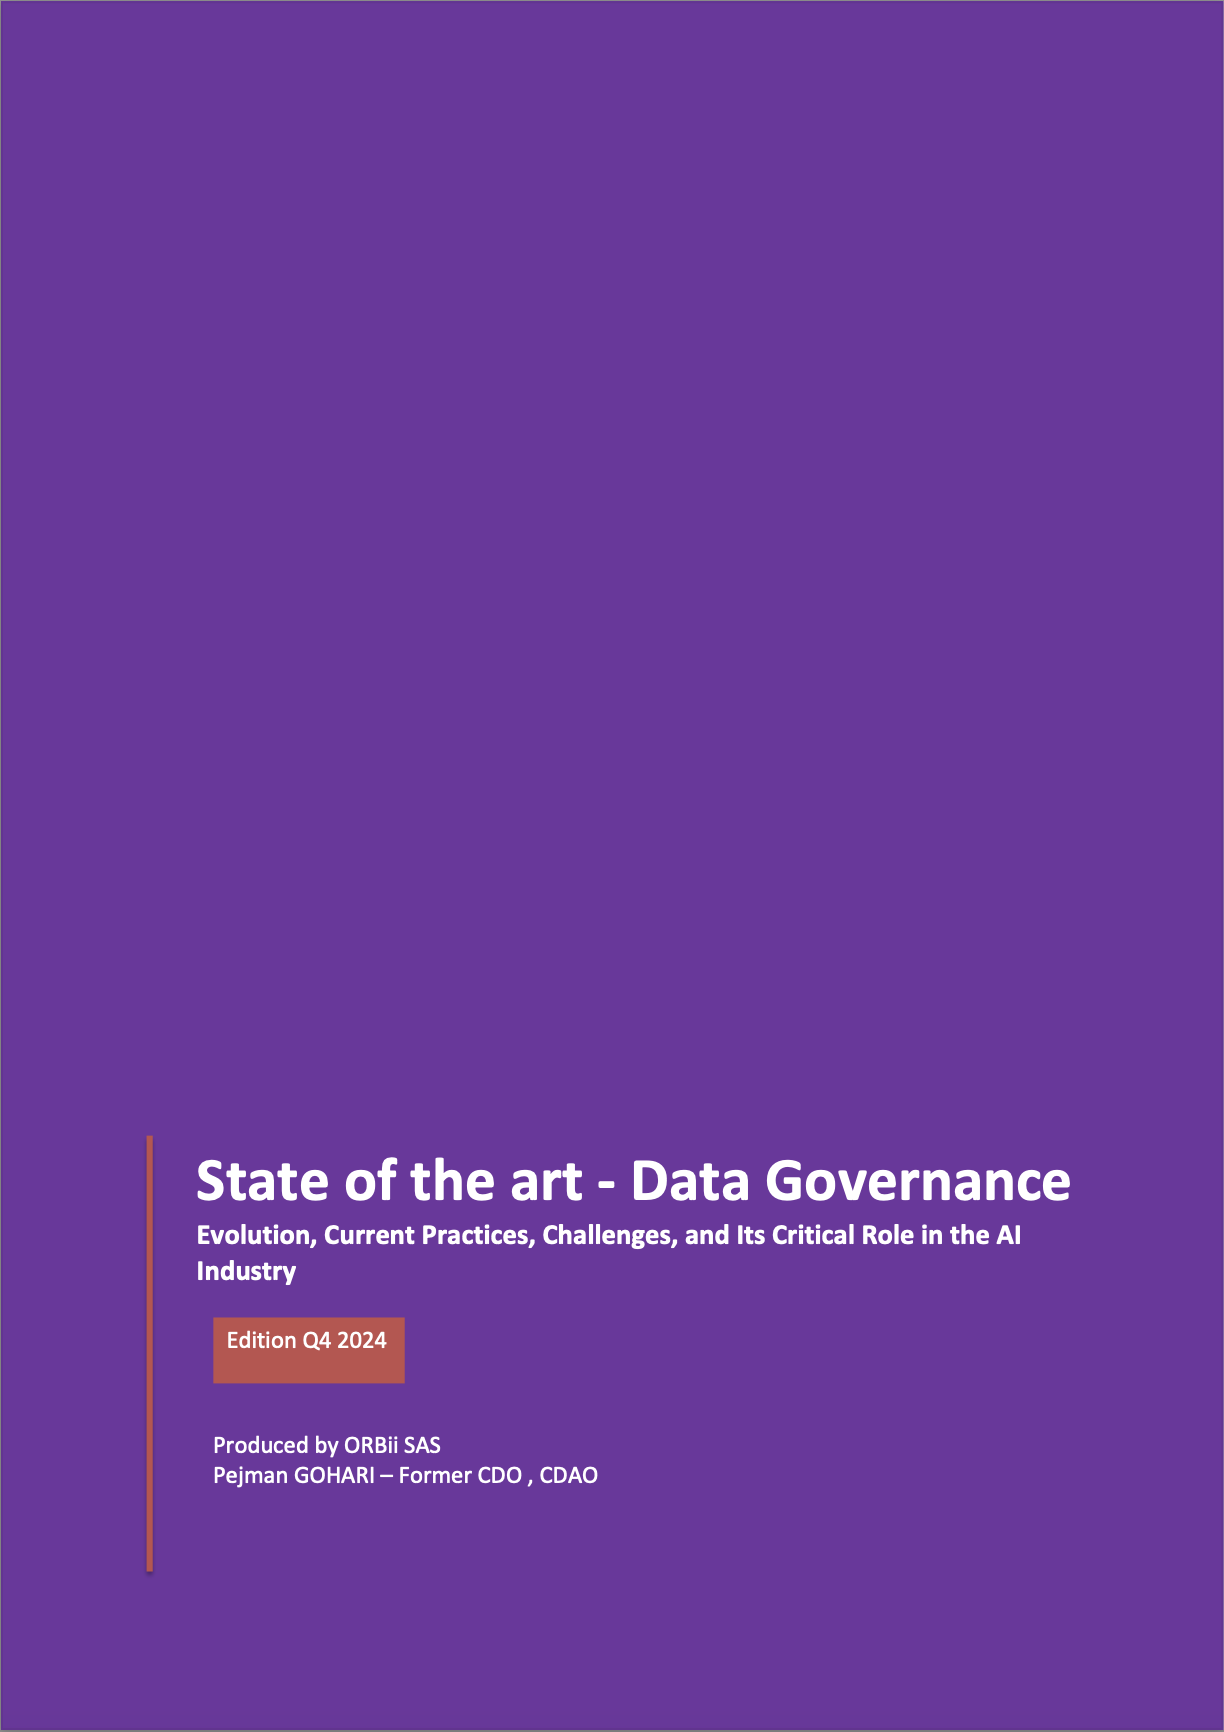 State of the art - Data Governance
Evolution, Current Practices, Challenges, and Its Critical Role in the AI
Industry
Edition Q4 2024
Produced by ORBii SAS
Pejman GOHARI – Former CDO , CDAO